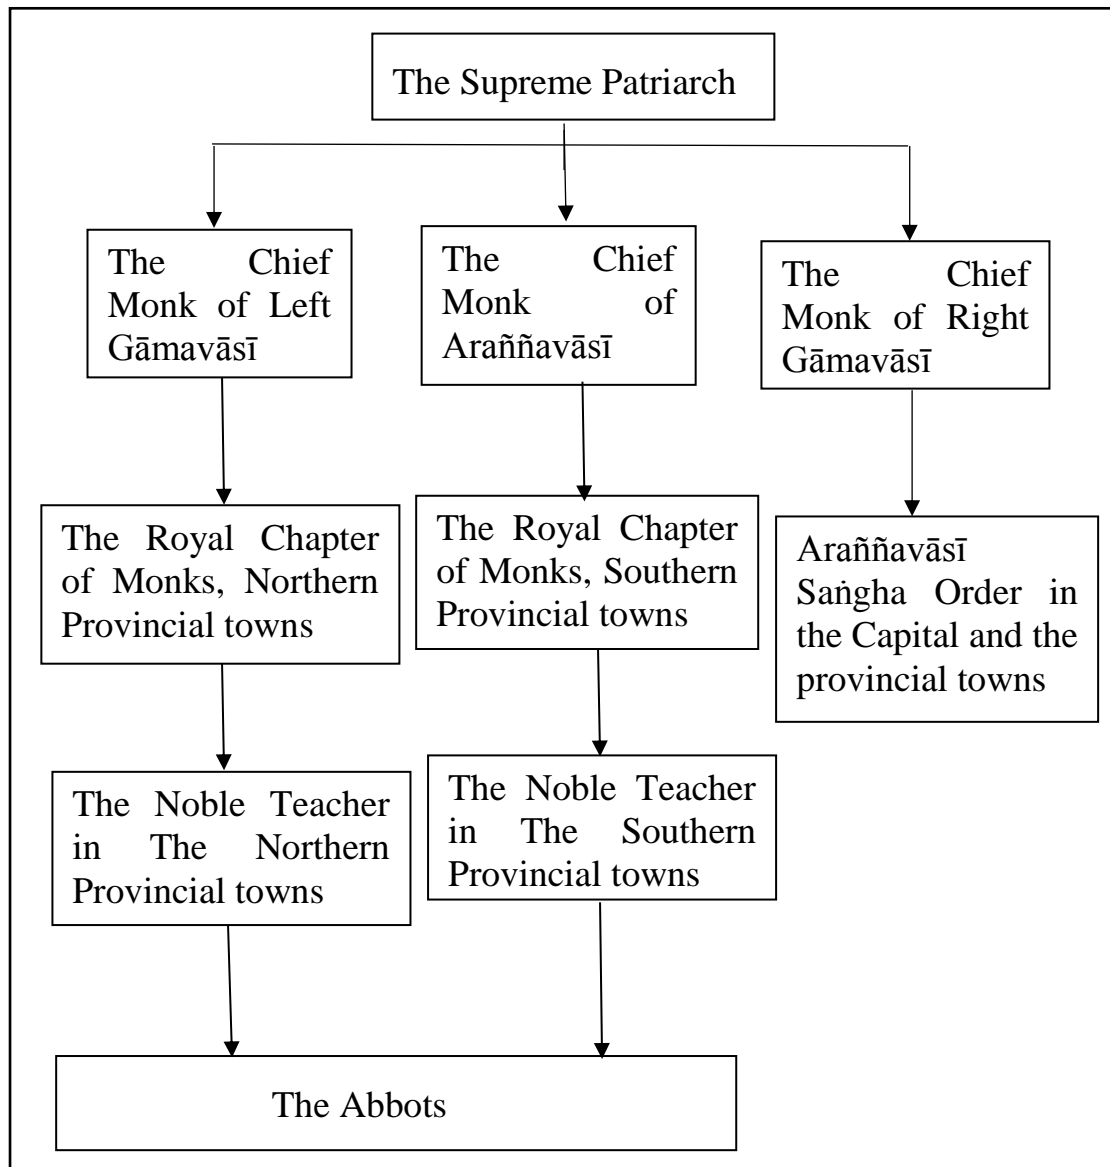 The Supreme Patriarch
The Chief
Monk of Left
Gāmavāsī
The Chief
Monk of
Araññavāsī
The Chief
Monk of Right
Gāmavāsī
The Royal Chapter
of Monks, Northern
Provincial towns
The Royal Chapter
of Monks, Southern
Provincial towns
Araññavāsī
Saṅgha Order in
the Capital and the
provincial towns
The Noble Teacher
in The Northern
Provincial towns
The Noble Teacher
in The Southern
Provincial towns
The Abbots